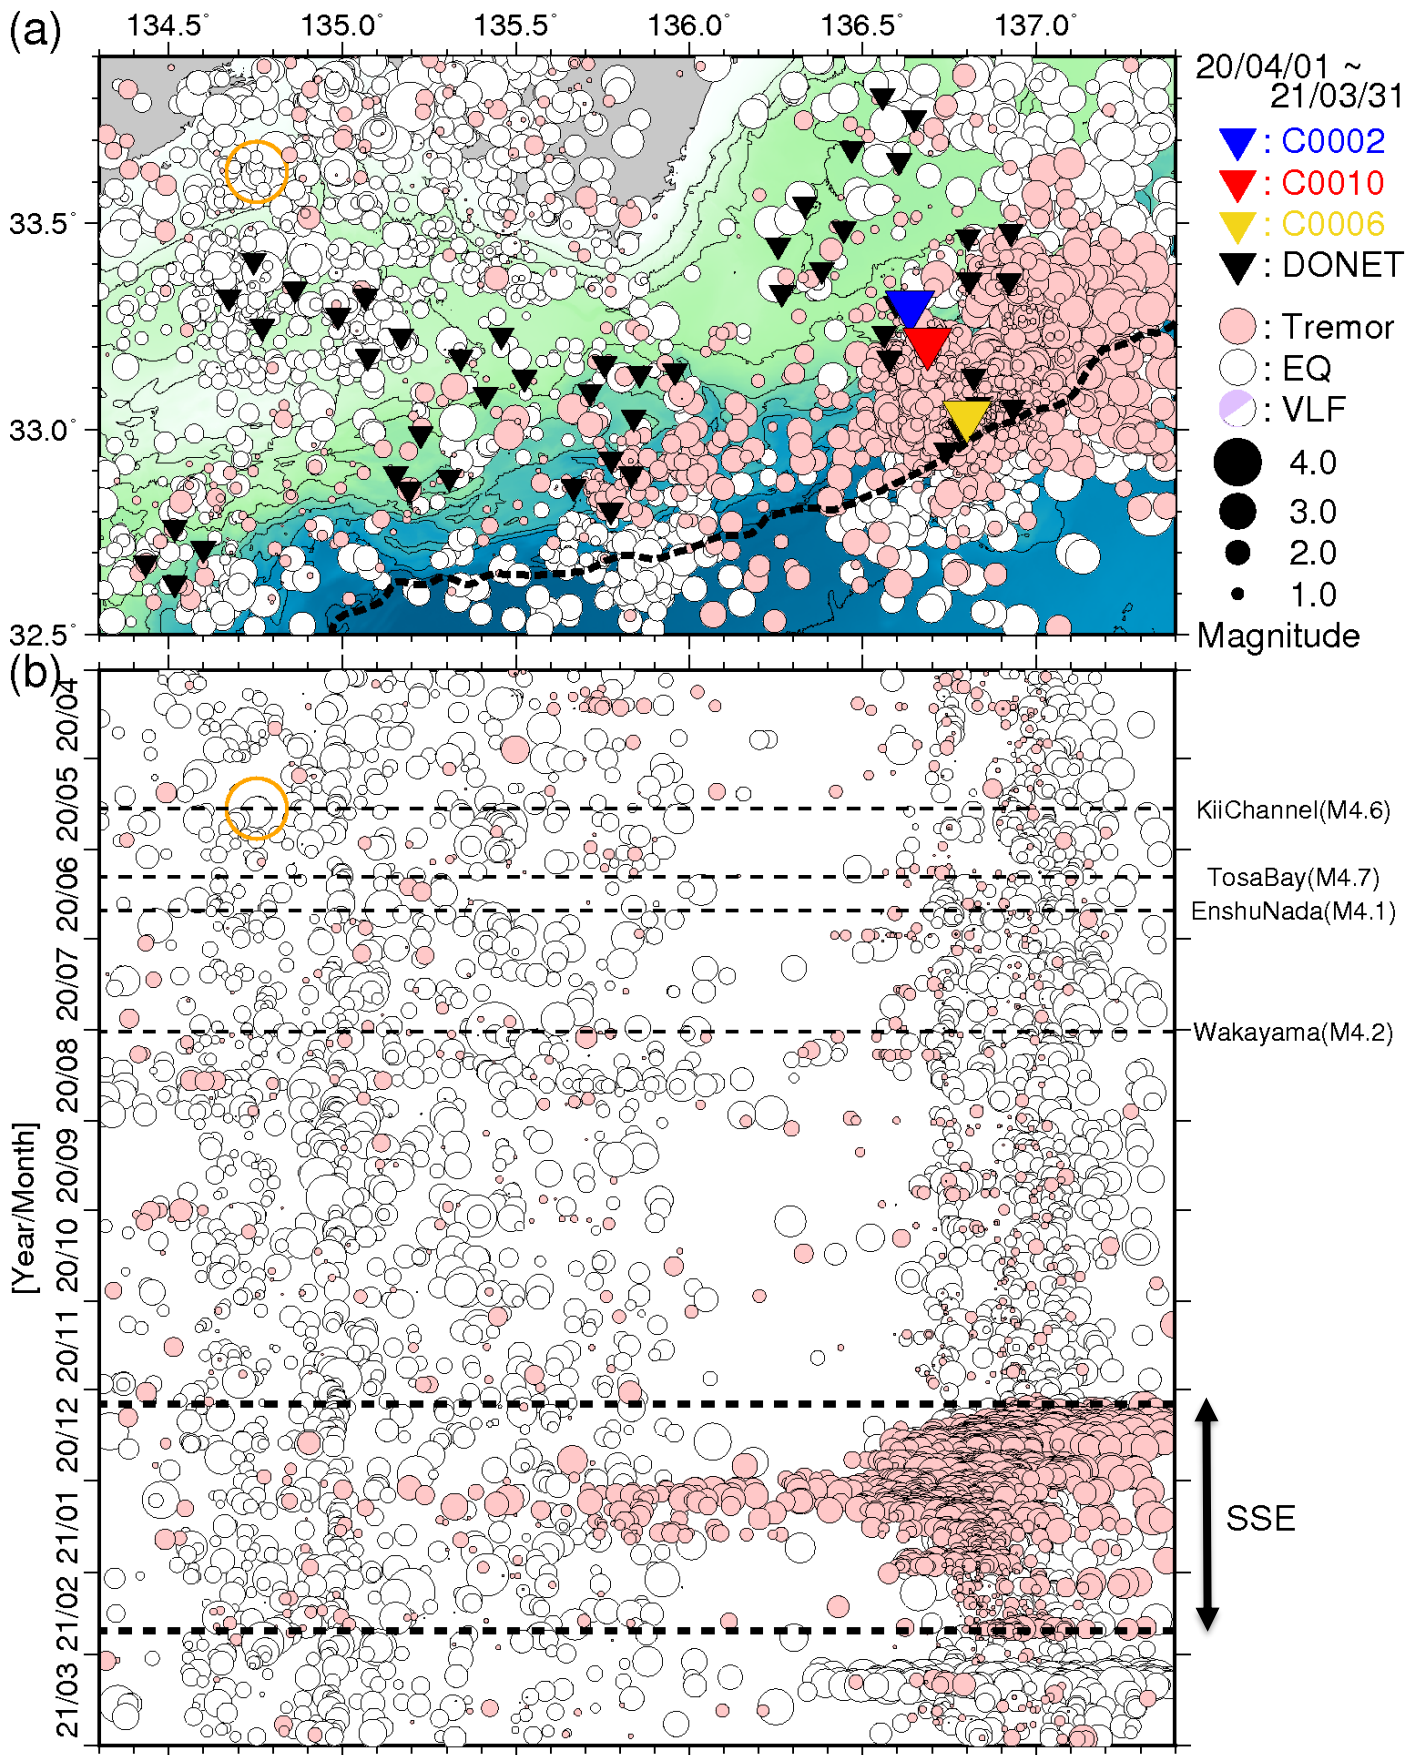 (a)
134.5° 135.0° 135.5° 136.0° 136.5° 137.0°
33.5°
33.0°
32.5°
20/04/01 ~
21/03/31
: C0002
: C0010
: C0006
: DONET
: Tremor
: EQ
: VLF
4.0
3.0
2.0
1.0
Magnitude
(b)
[Year/Month]
20/04
20/05
20/06
20/07
20/08
20/09
20/10
20/11
20/12
21/01
21/02
21/03
KiiChannel(M4.6)
TosaBay(M4.7)
EnshuNada(M4.1)
Wakayama(M4.2)
SSE